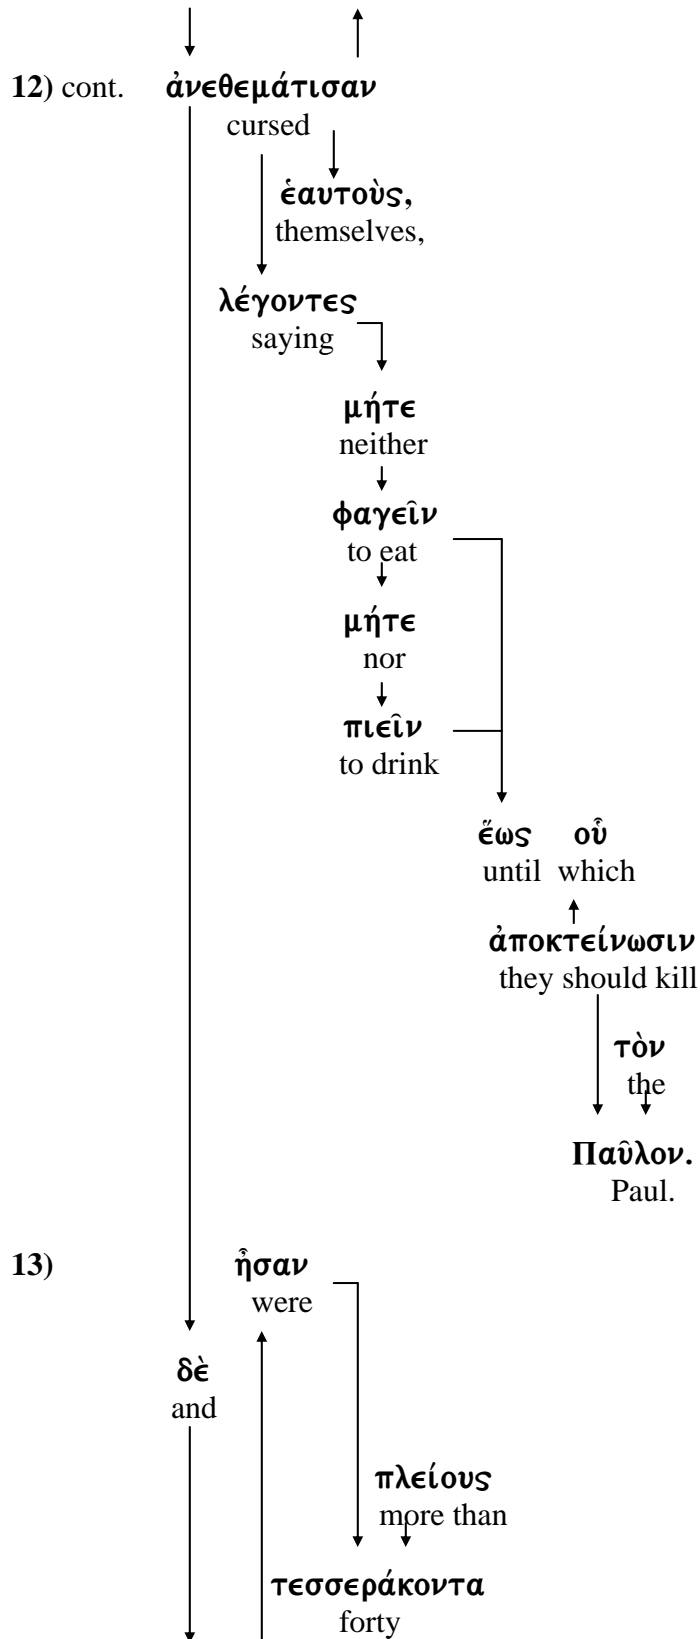 12) cont. ἀνεθεμάτισαν
cursed
ἑαυτοὺς,
themselves,
λέγοντες
saying
μήτε
neither
φαγεῖν
to eat
μήτε
nor
πιεῖν
to drink
ἕως οὗ
until which
ἀποκτείνωσιν
they should kill
τὸν
the
Παῦλον.
Paul.
13) ἦσαν
were
δὲ
and
πλείους
more than
τεσσεράκοντα
forty